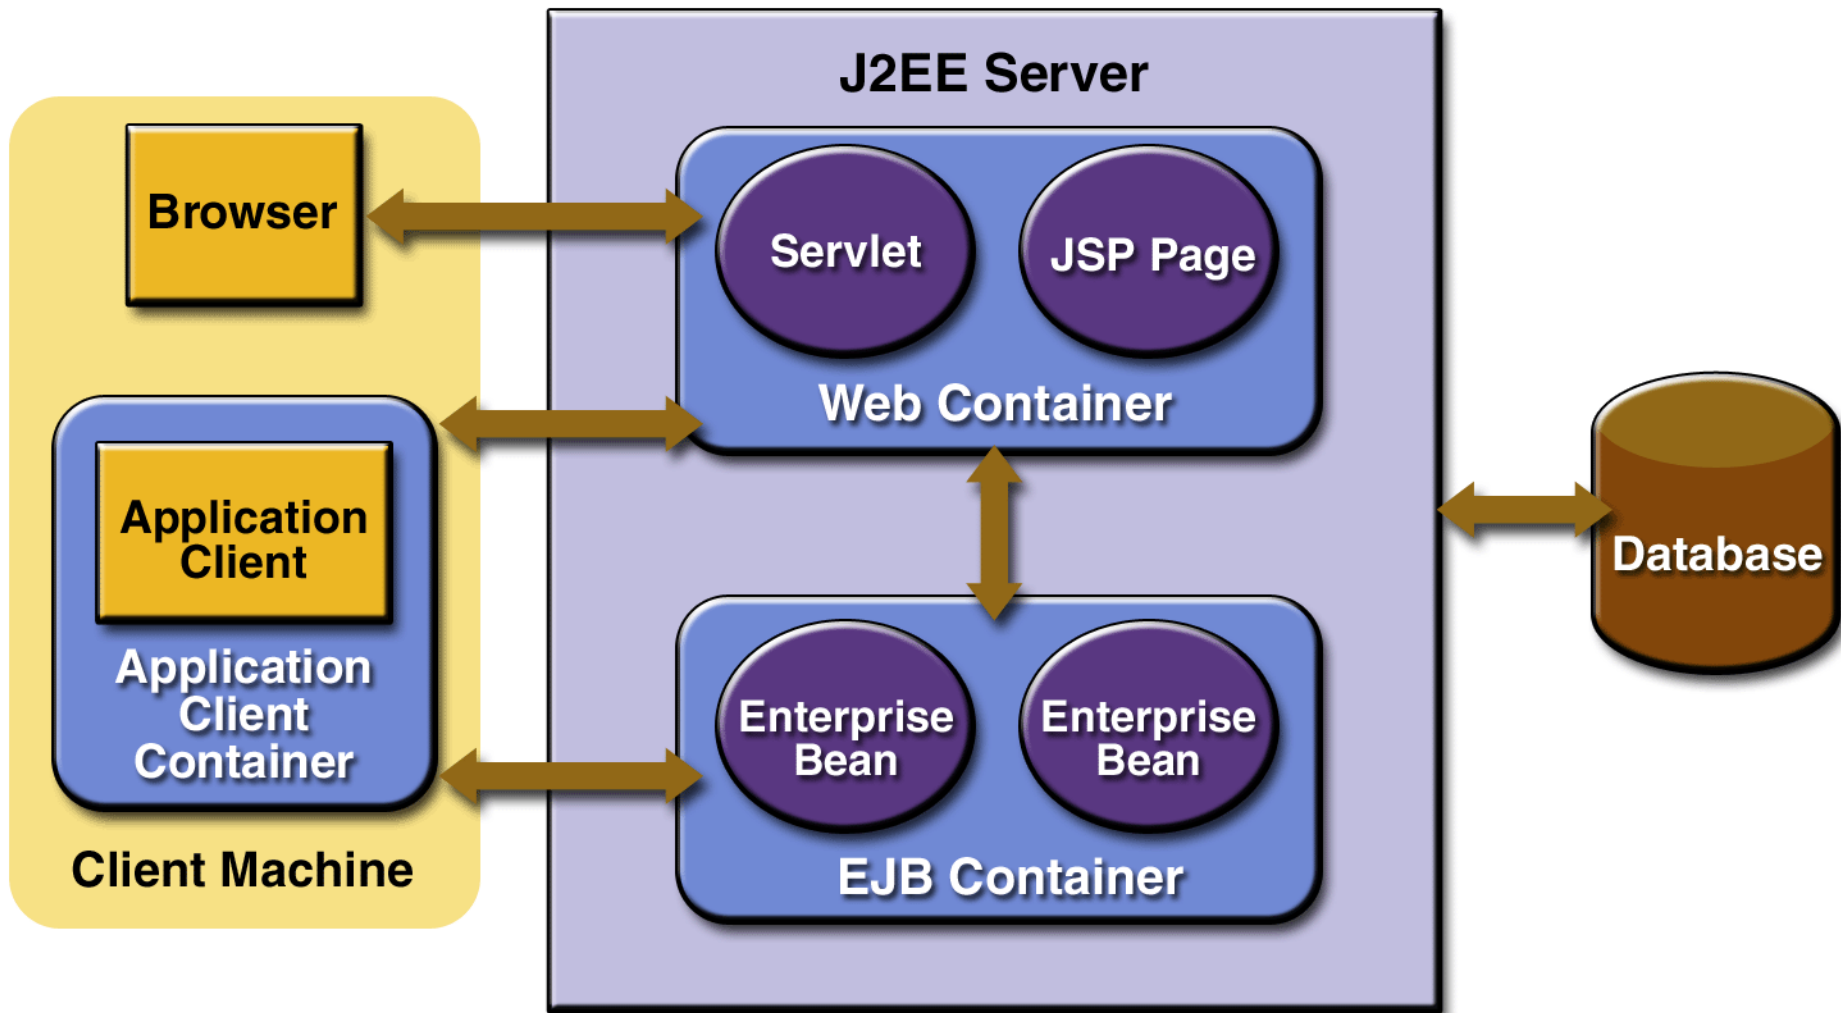 J2EE Server
Browser
Servlet
JSP Page
Web Container
Application
Client
Application
Client
Container
Client Machine
Enterprise
Bean
Enterprise
Bean
EJB Container
Database